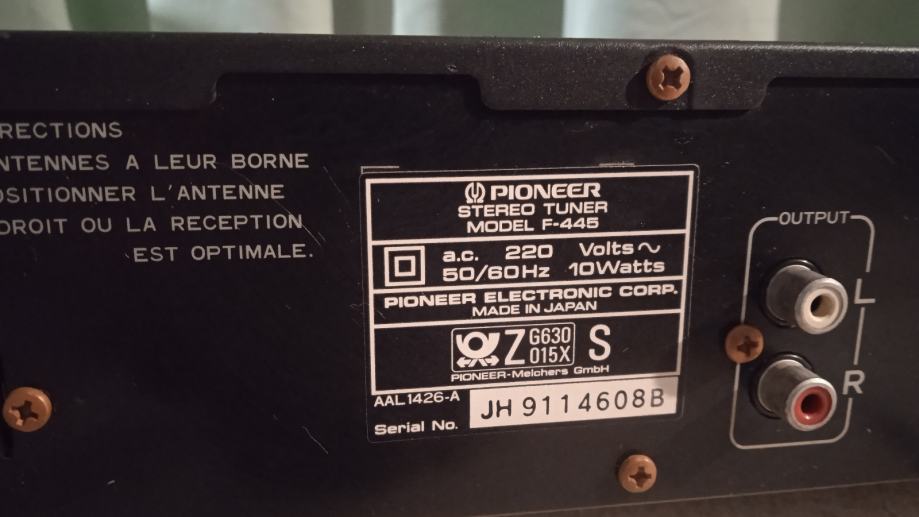 RECTIONS
NTENNES A LEUR BORNE
OSITIONNER L'ANTENNE
DROIT OU LA RECEPTION
EST OPTIMALE.
PIONEER
STEREO TUNER
MODEL F-445
a.c. 220 Volts ~
50/60Hz 10Watts
PIONEER ELECTRONIC CORP.
MADE IN JAPAN
Z G630 015X S
PIONEER-Melchers GmbH
AAL1426-A
Serial No. JH 9114608B
OUTPUT
L
R